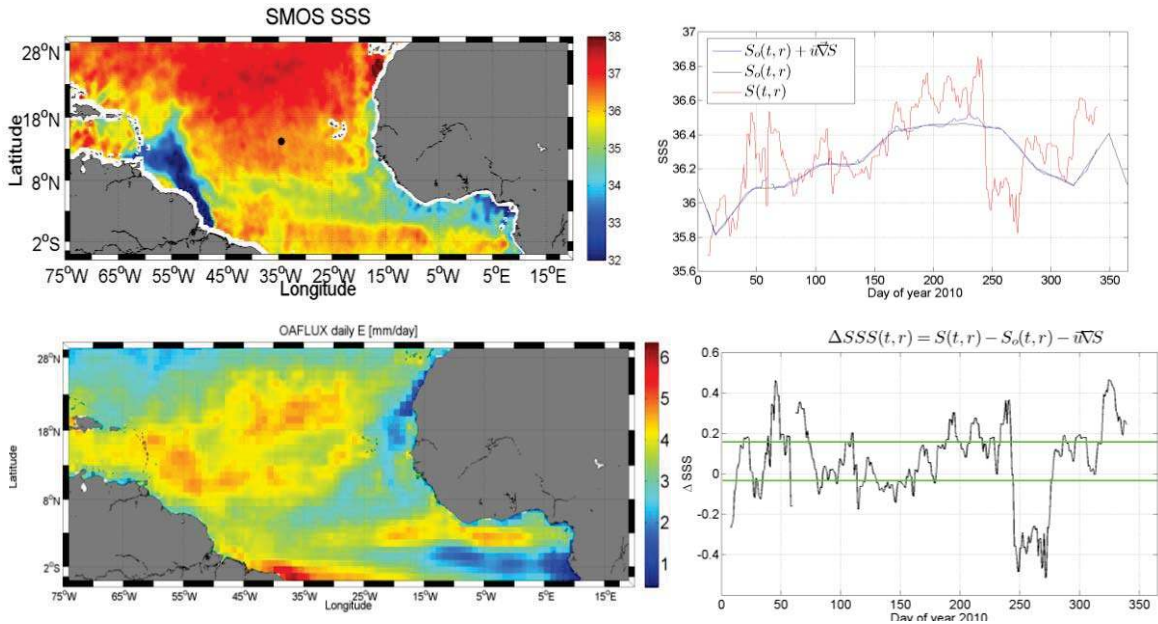 SMOS SSS
28°N
18°N
8°N
2°S
Latitude
75°W 65°W 55°W 45°W 35°W 25°W 15°W 5°W 5°E 15°E
Longitude
38
37
36
35
34
33
32
37
36.8
36.6
36.4
36.2
36
35.8
35.6
SSS
S_o(t,r) + u⃗∇S
S_o(t,r)
S(t,r)
0 50 100 150 200 250 300 350
Day of year 2010
OAFLUX daily E [mm/day]
28°N
18°N
8°N
2°S
Latitude
75°W 65°W 55°W 45°W 35°W 25°W 15°W 5°W 5°E 15°E
Longitude
6
5
4
3
2
1
ΔSSS(t,r) = S(t,r) − S_o(t,r) − u⃗∇S
0.6
0.4
0.2
0
-0.2
-0.4
Δ SSS
0 50 100 150 200 250 300 350
Day of year 2010